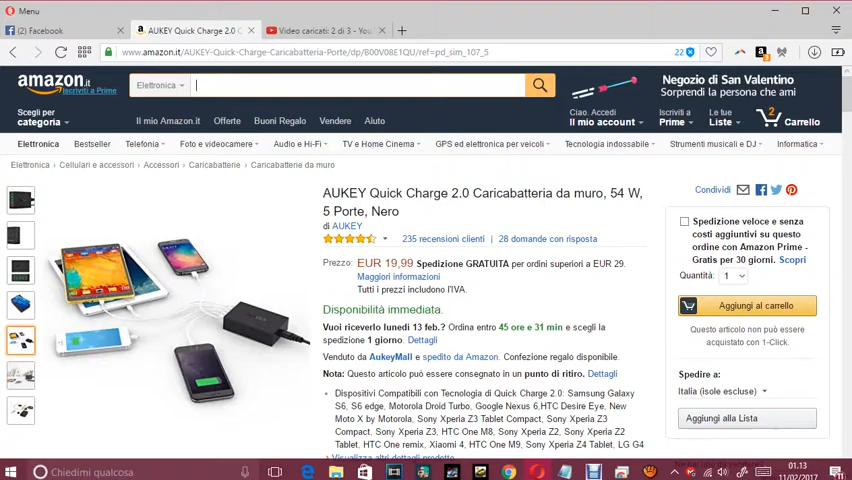 Menu
Facebook
AUKEY Quick Charge 2.0 C
Video caricati: 2 di 3 - You
www.amazon.it/AUKEY-Quick-Charge-Caricabatteria-Porte/dp/B00V08E1QU/ref=pd_sim_107_5
22
amazon.it
Iscriviti a Prime
Elettronica
Negozio di San Valentino
Sorprendi la persona che ami
Scegli per
categoria
Il mio Amazon.it Offerte Buoni Regalo Vendere Aiuto
Ciao. Accedi
Il mio account
Iscriviti a
Prime
Le tue
Liste
2
Carrello
Elettronica Bestseller Telefonia Foto e videocamere Audio e Hi-Fi TV e Home Cinema GPS ed elettronica per veicoli Tecnologia indossabile Strumenti musicali e DJ Informatica
Elettronica › Cellulari e accessori › Accessori › Caricabatterie › Caricabatterie da muro
AUKEY Quick Charge 2.0 Caricabatteria da muro, 54 W,
5 Porte, Nero
di AUKEY
235 recensioni clienti | 28 domande con risposta
Prezzo: EUR 19,99 Spedizione GRATUITA per ordini superiori a EUR 29.
Maggiori informazioni
Tutti i prezzi includono l'IVA.
Disponibilità immediata.
Vuoi riceverlo lunedì 13 feb.? Ordina entro 45 ore e 31 min e scegli la
spedizione 1 giorno. Dettagli
Venduto da AukeyMall e spedito da Amazon. Confezione regalo disponibile.
Nota: Questo articolo può essere consegnato in un punto di ritiro. Dettagli
• Dispositivi Compatibili con Tecnologia di Quick Charge 2.0: Samsung Galaxy
S6, S6 edge, Motorola Droid Turbo, Google Nexus 6,HTC Desire Eye, New
Moto X by Motorola, Sony Xperia Z3 Tablet Compact, Sony Xperia Z3
Compact, Sony Xperia Z3, HTC One M8, Sony Xperia Z2, Sony Xperia Z2
Tablet, HTC One remix, Xiaomi 4, HTC One M9, Sony Xperia Z4 Tablet, LG G4
› Visualizza altri dettagli prodotto
Condividi
Spedizione veloce e senza
costi aggiuntivi su questo
ordine con Amazon Prime -
Gratis per 30 giorni. Scopri
Quantità: 1
Aggiungi al carrello
Questo articolo non può essere
acquistato con 1-Click.
Spedire a:
Italia (isole escluse)
Aggiungi alla Lista
Chiedimi qualcosa
01.13
11/02/2017